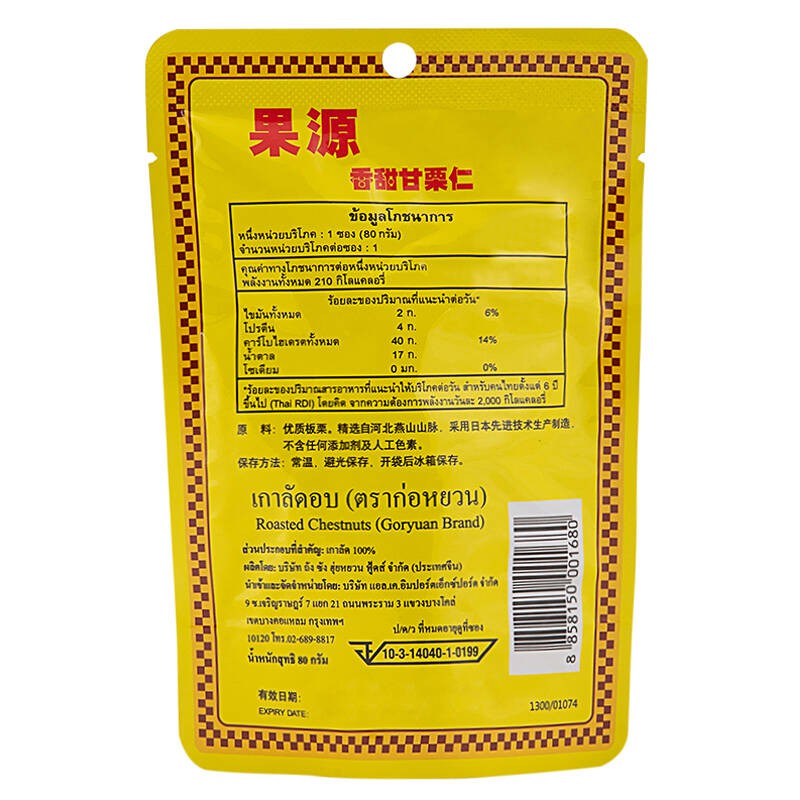 果源
香甜甘栗仁
ข้อมูลโภชนาการ
หนึ่งหน่วยบริโภค : 1 ซอง (80 กรัม)
จำนวนหน่วยบริโภคต่อซอง : 1
คุณค่าทางโภชนาการต่อหนึ่งหน่วยบริโภค
พลังงานทั้งหมด 210 กิโลแคลอรี่
ร้อยละของปริมาณที่แนะนำต่อวัน*
ไขมันทั้งหมด 2 ก. 6%
โปรตีน 4 ก.
คาร์โบไฮเดรตทั้งหมด 40 ก. 14%
น้ำตาล 17 ก.
โซเดียม 0 มก. 0%
*ร้อยละของปริมาณสารอาหารที่แนะนำให้บริโภคต่อวัน สำหรับคนไทยตั้งแต่ 6 ปี
ขึ้นไป (Thai RDI) โดยคิด จากความต้องการพลังงานวันละ 2,000 กิโลแคลอรี่
原 料：优质板栗。精选自河北燕山山脉，采用日本先进技术生产制造，
不含任何添加剂及人工色素。
保存方法：常温，避光保存，开袋后冰箱保存。
เกาลัดอบ (ตราก่อหยวน)
Roasted Chestnuts (Goryuan Brand)
ส่วนประกอบที่สำคัญ: เกาลัด 100%
ผลิตโดย: บริษัท ถัง ซัง สุ่ยหยวน ฟู้ดส์ จำกัด (ประเทศจีน)
นำเข้าและจัดจำหน่ายโดย: บริษัท แอล.เค.อิมปอร์ตเอ็กซ์ปอร์ต จำกัด
9 ซ.เจริญราษฎร์ 7 แยก 21 ถนนพระราม 3 แขวงบางโคล่
เขตบางคอแหลม กรุงเทพฯ
10120 โทร.02-689-8817
ป/ด/ว ที่หมดอายุดูที่ซอง
10-3-14040-1-0199
น้ำหนักสุทธิ 80 กรัม
有效日期:
EXPIRY DATE:
8 858150 001680
1300/01074